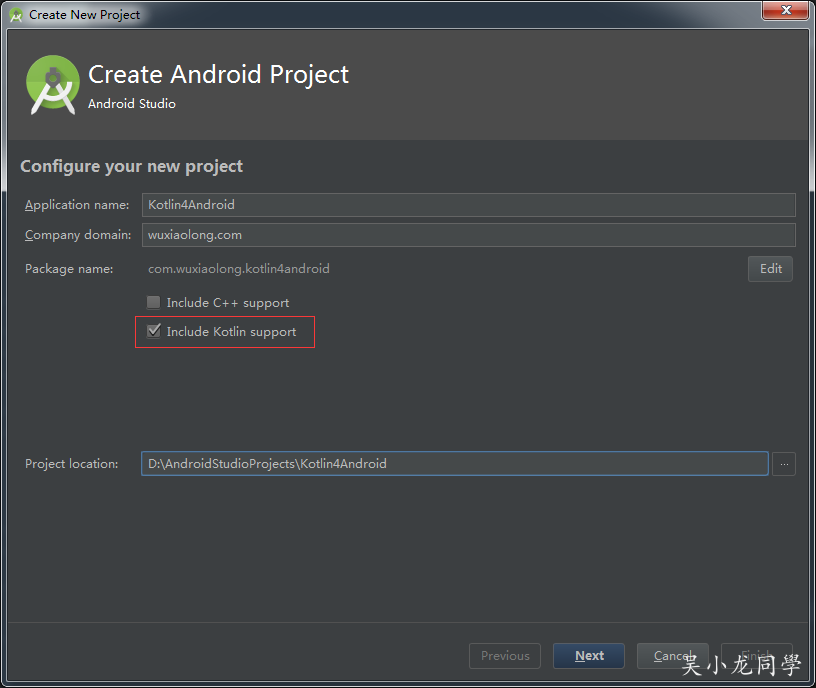 Create New Project
Create Android Project
Android Studio
Configure your new project
Application name: Kotlin4Android
Company domain: wuxiaolong.com
Package name: com.wuxiaolong.kotlin4android Edit
Include C++ support
Include Kotlin support
Project location: D:\AndroidStudioProjects\Kotlin4Android ...
Previous Next Cancel Finish
吴小龙同學